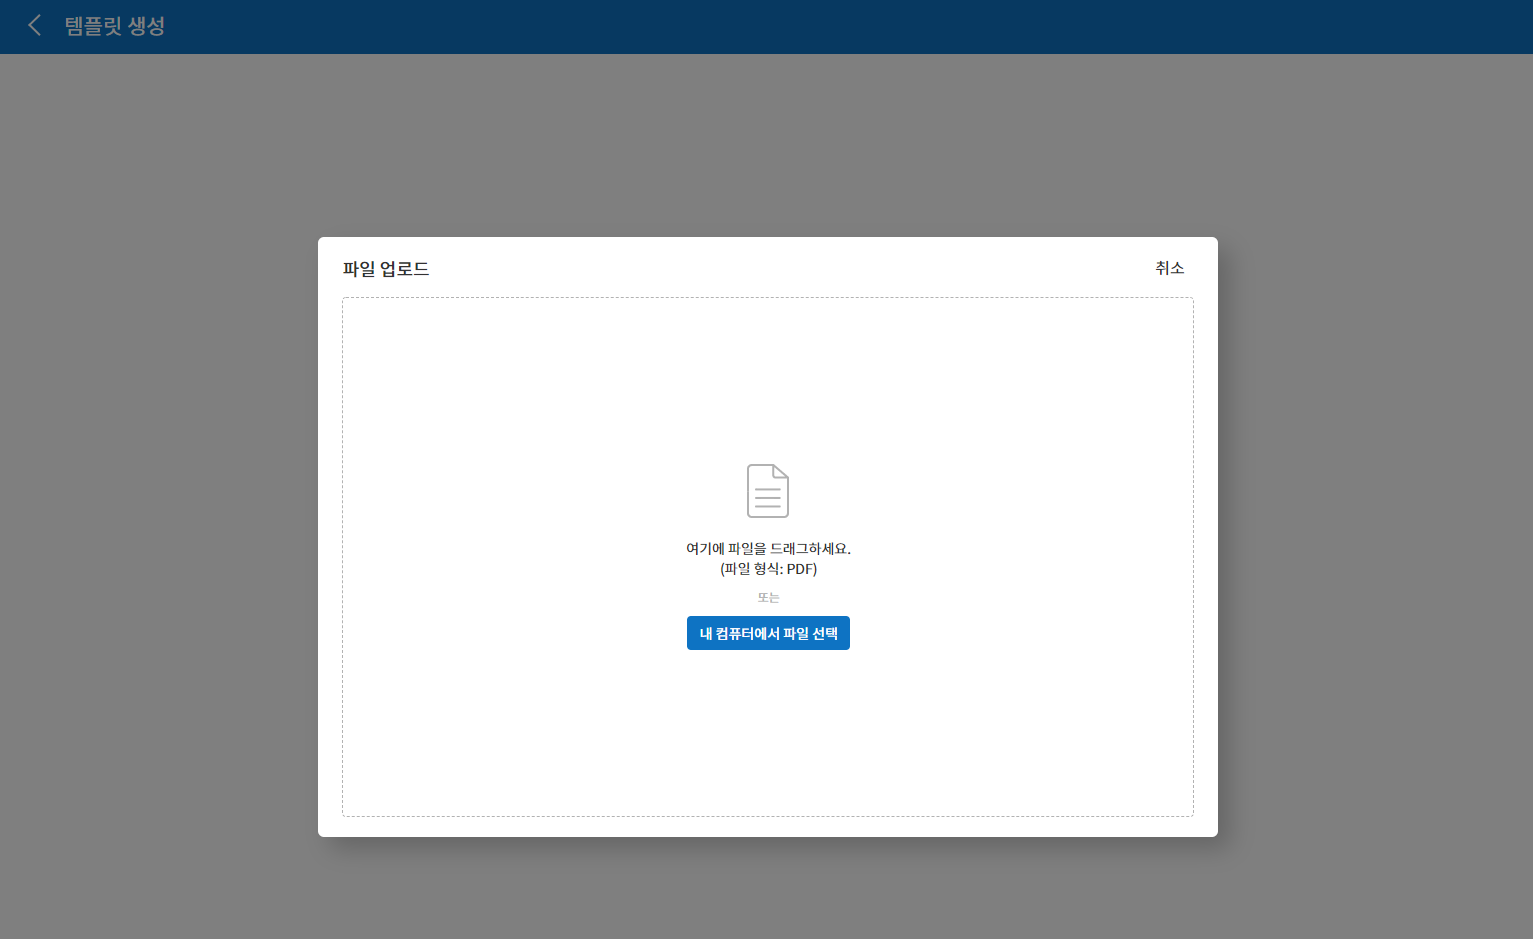 템플릿 생성
파일 업로드
취소
여기에 파일을 드래그하세요.
(파일 형식: PDF)
또는
내 컴퓨터에서 파일 선택